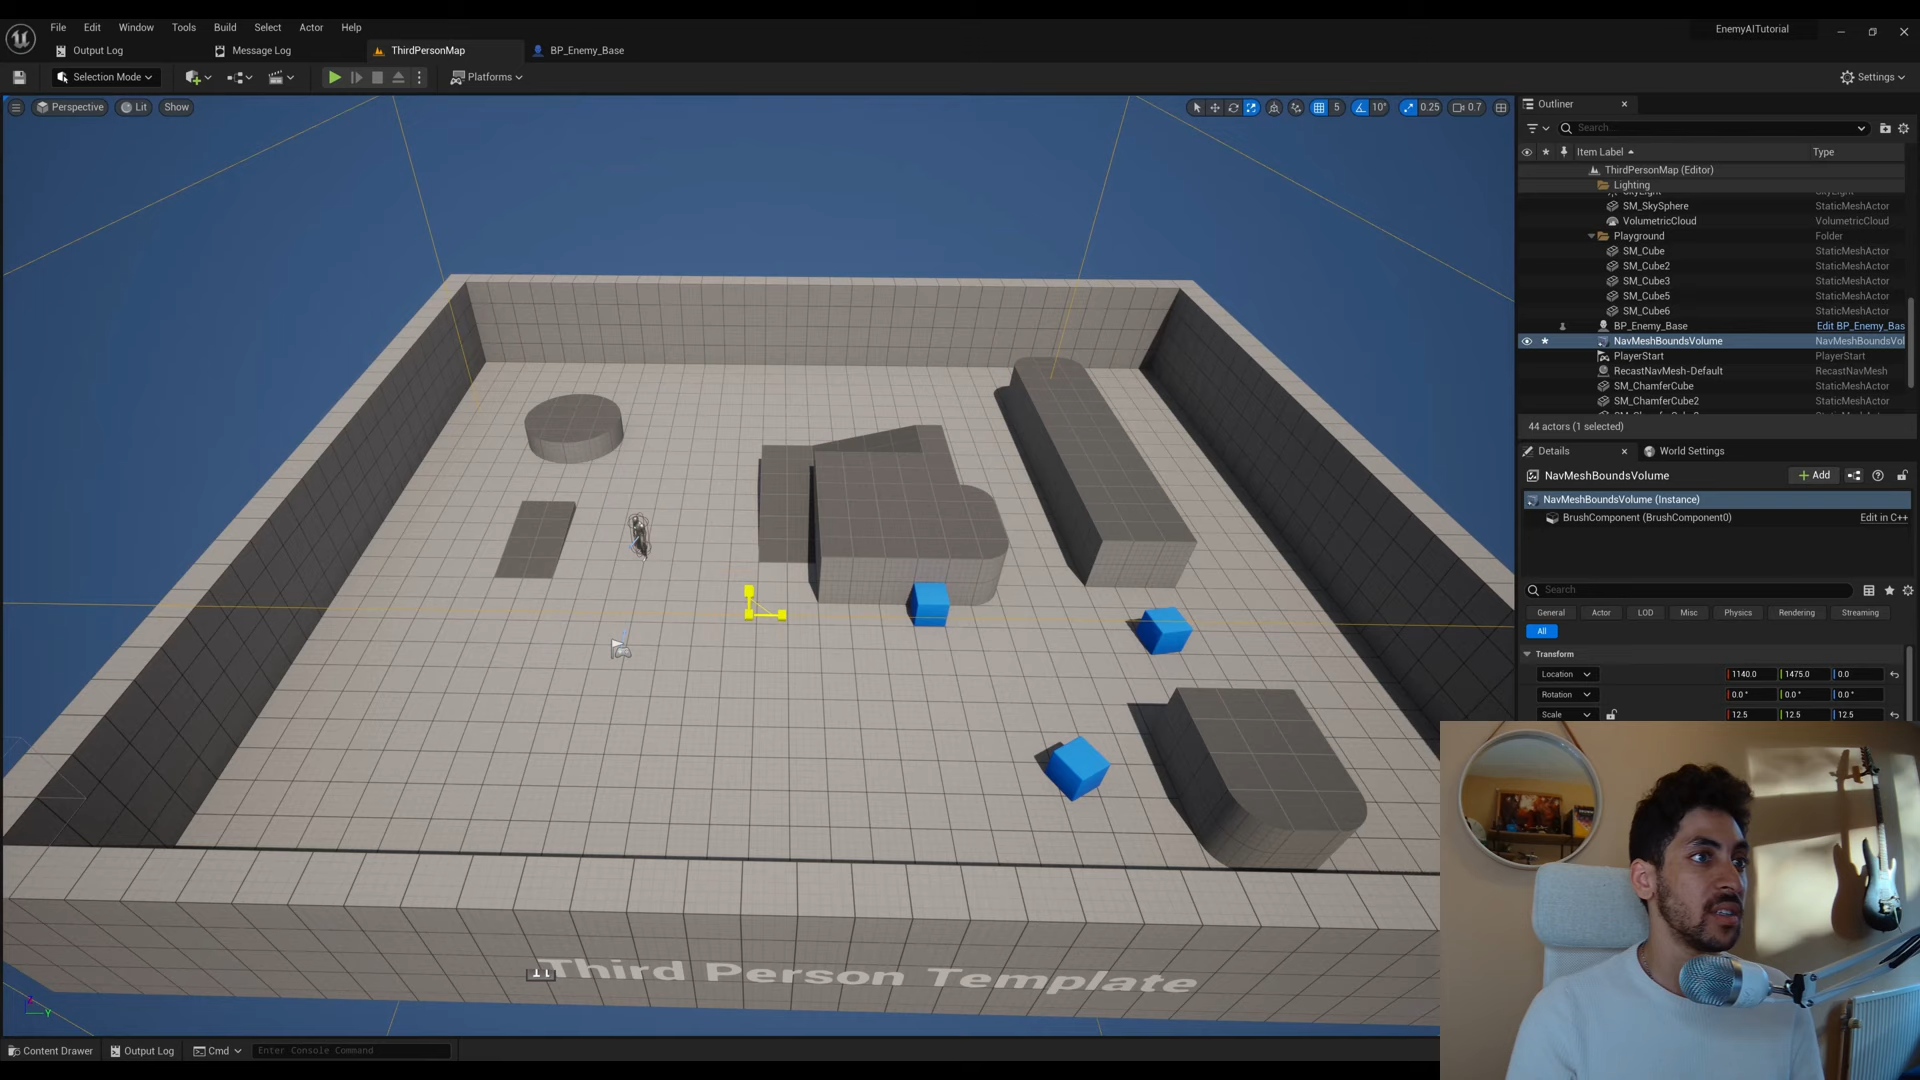 File Edit Window Tools Build Select Actor Help
EnemyAITutorial
Output Log Message Log ThirdPersonMap BP_Enemy_Base
Selection Mode Platforms Settings
Perspective Lit Show 5 10° 0.25 0.7
Outliner
Search...
Item Label Type
ThirdPersonMap (Editor)
Lighting
SkyLight SkyLight
SM_SkySphere StaticMeshActor
VolumetricCloud VolumetricCloud
Playground Folder
SM_Cube StaticMeshActor
SM_Cube2 StaticMeshActor
SM_Cube3 StaticMeshActor
SM_Cube5 StaticMeshActor
SM_Cube6 StaticMeshActor
BP_Enemy_Base Edit BP_Enemy_Bas
NavMeshBoundsVolume NavMeshBoundsVol
PlayerStart PlayerStart
RecastNavMesh-Default RecastNavMesh
SM_ChamferCube StaticMeshActor
SM_ChamferCube2 StaticMeshActor
44 actors (1 selected)
Details World Settings
NavMeshBoundsVolume Add
NavMeshBoundsVolume (Instance)
BrushComponent (BrushComponent0) Edit in C++
Search
General Actor LOD Misc Physics Rendering Streaming
All
Transform
Location 1140.0 1475.0 0.0
Rotation 0.0° 0.0° 0.0°
Scale 12.5 12.5 12.5
Third Person Template
Z
Y
Content Drawer Output Log Cmd Enter Console Command